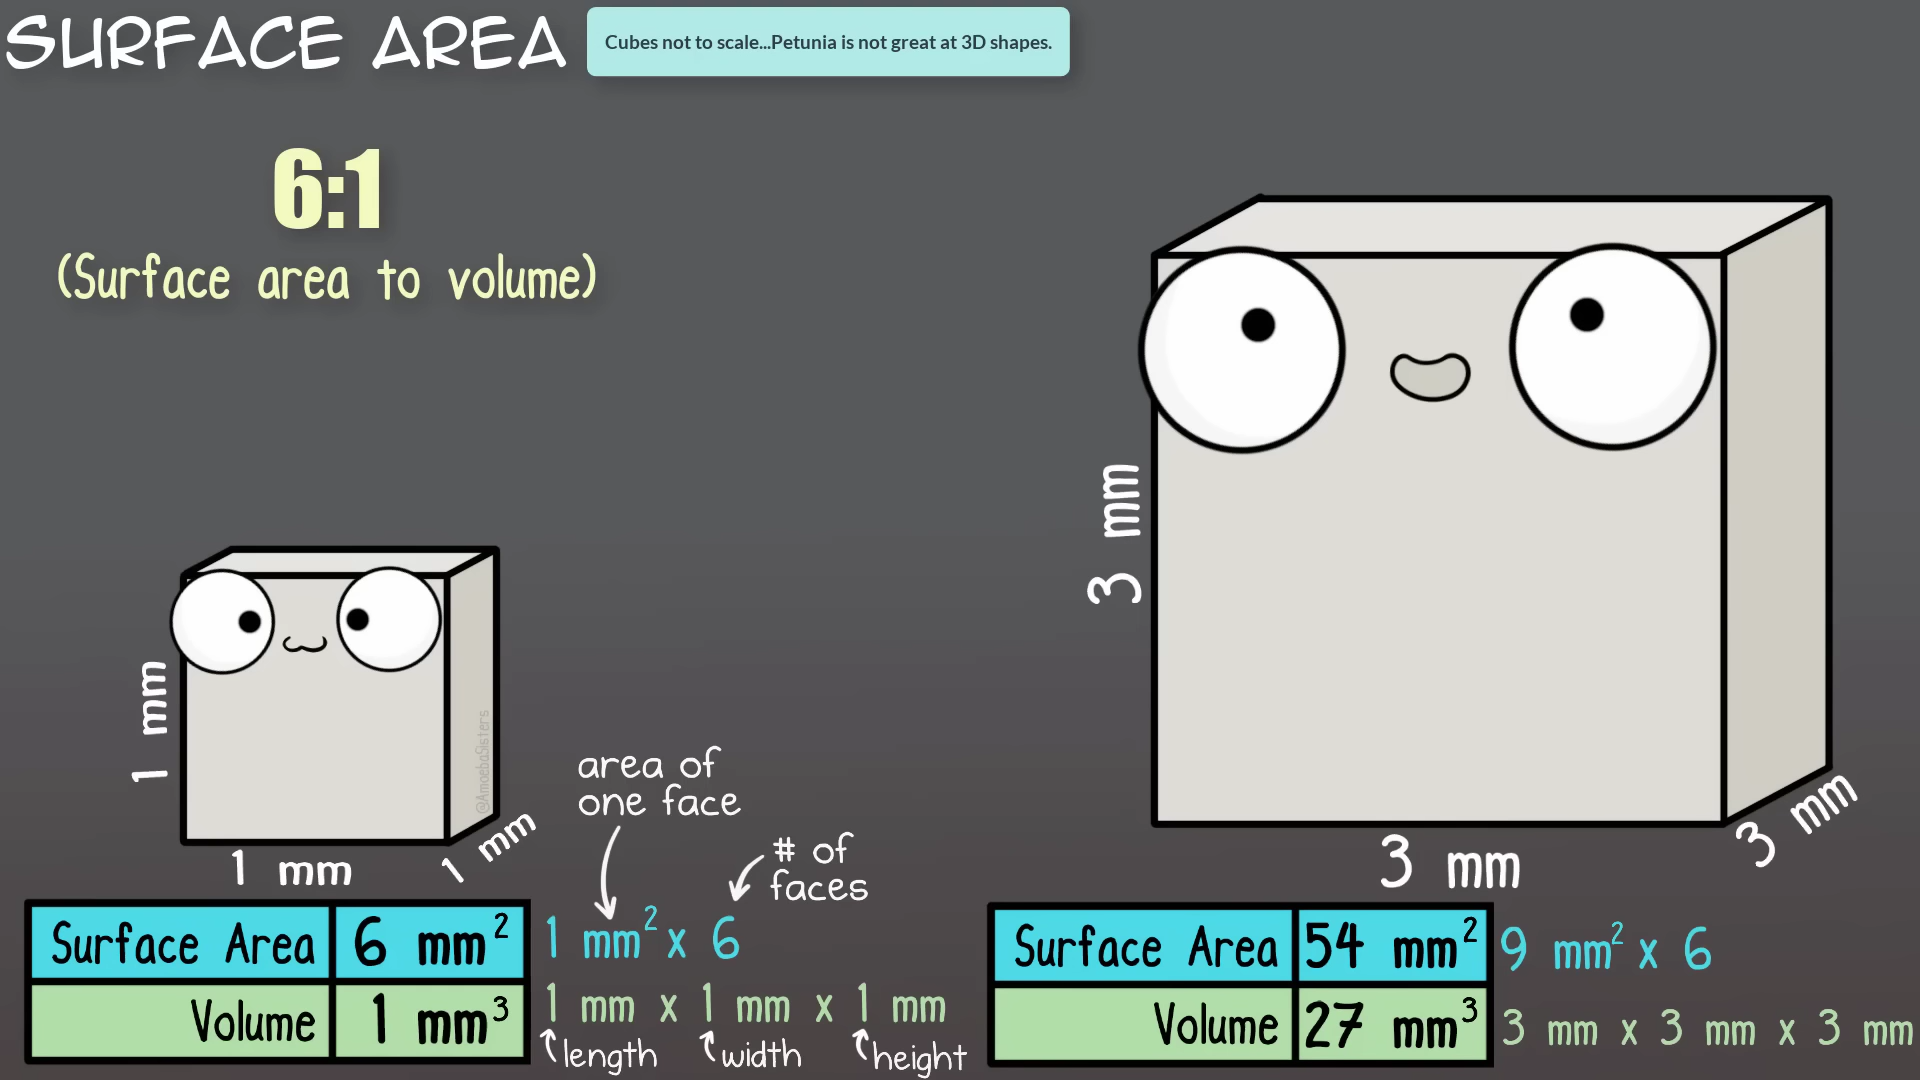 SURFACE AREA
Cubes not to scale...Petunia is not great at 3D shapes.
6:1
(Surface area to volume)
1 mm
1 mm
1 mm
@AmoebaSisters
area of
one face
# of
faces
Surface Area 6 mm²
1 mm² x 6
Volume 1 mm³
1 mm x 1 mm x 1 mm
length width height
3 mm
3 mm
3 mm
Surface Area 54 mm²
9 mm² x 6
Volume 27 mm³
3 mm x 3 mm x 3 mm